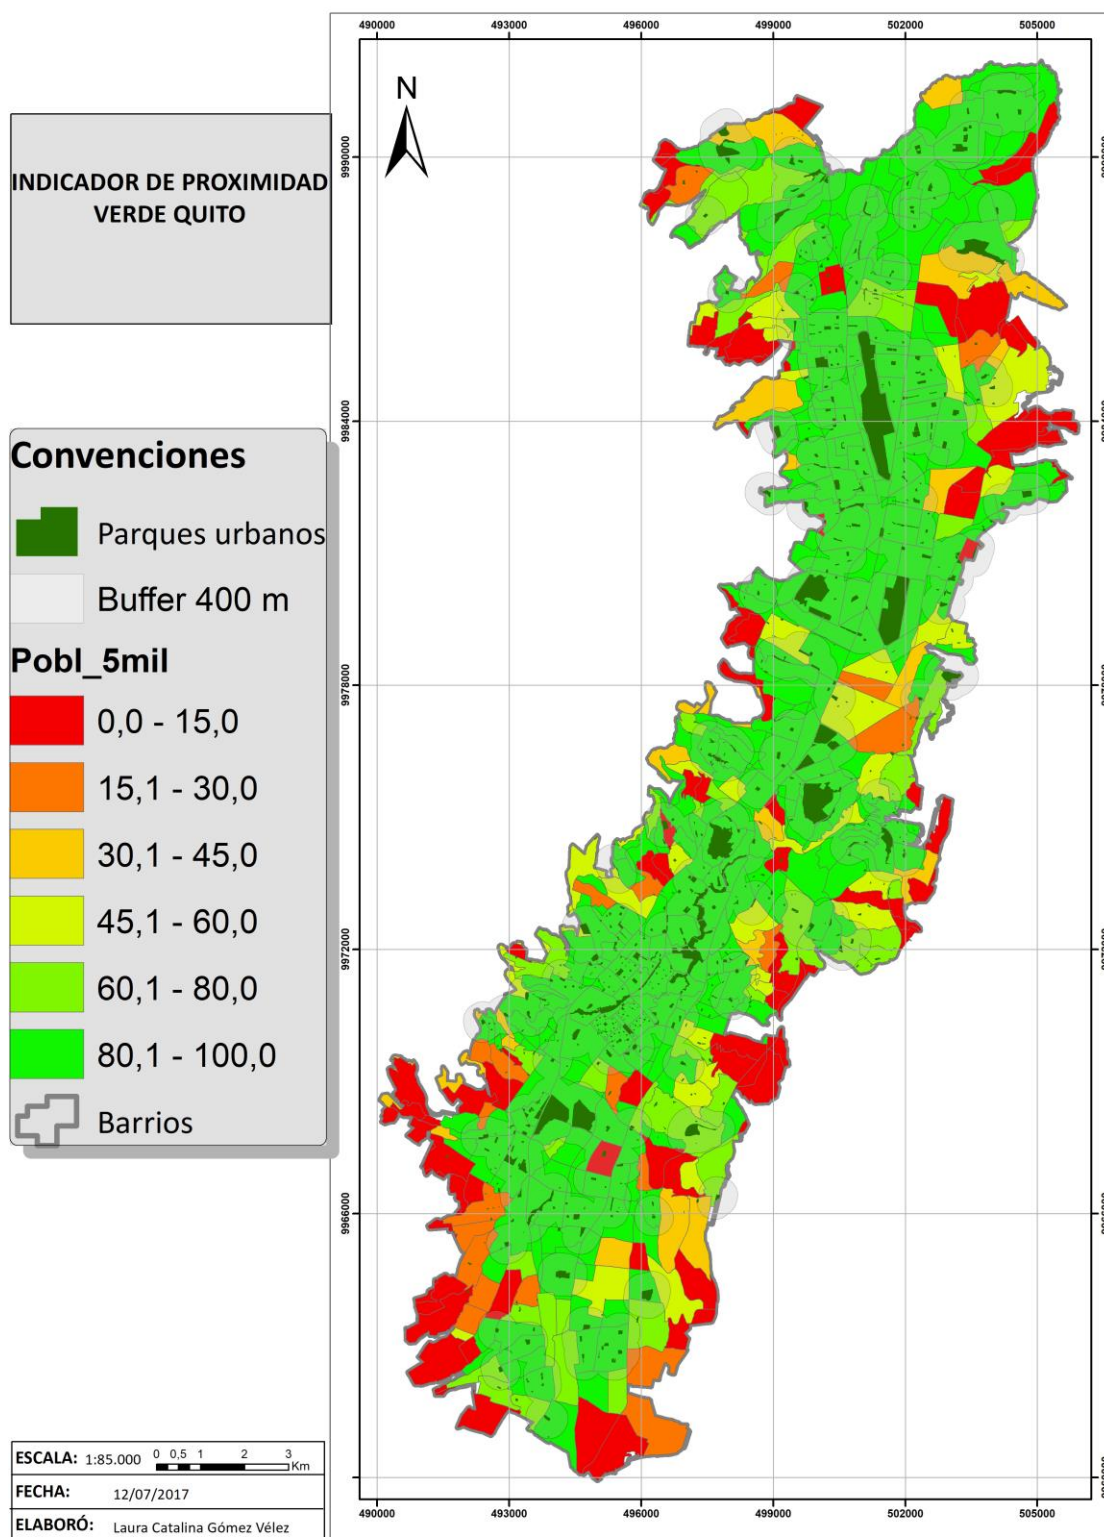 490000 493000 496000 499000 502000 505000
N
INDICADOR DE PROXIMIDAD
VERDE QUITO
9990000
9984000
9978000
9972000
Convenciones
Parques urbanos
Buffer 400 m
Pobl_5mil
0,0 - 15,0
15,1 - 30,0
30,1 - 45,0
45,1 - 60,0
60,1 - 80,0
80,1 - 100,0
Barrios
9966000
ESCALA: 1:85.000 0 0,5 1 2 3 Km
FECHA: 12/07/2017
ELABORÓ: Laura Catalina Gómez Vélez
490000 493000 496000 499000 502000 505000